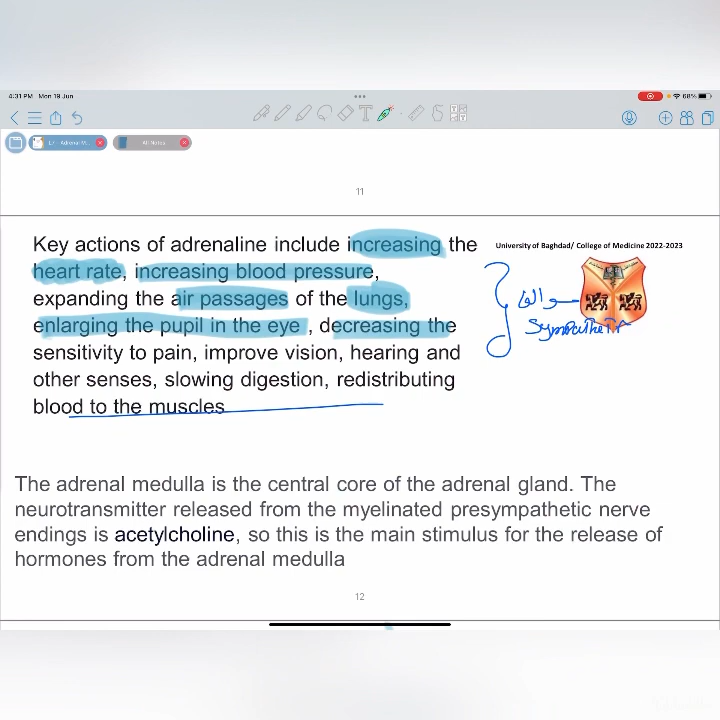 4:31 PM Mon 19 Jun
68%
L7 - Adrenal M...
All Notes
11
University of Baghdad/ College of Medicine 2022-2023
Key actions of adrenaline include increasing the
heart rate, increasing blood pressure,
expanding the air passages of the lungs,
enlarging the pupil in the eye , decreasing the
sensitivity to pain, improve vision, hearing and
other senses, slowing digestion, redistributing
blood to the muscles
The adrenal medulla is the central core of the adrenal gland. The
neurotransmitter released from the myelinated presympathetic nerve
endings is acetylcholine, so this is the main stimulus for the release of
hormones from the adrenal medulla
12